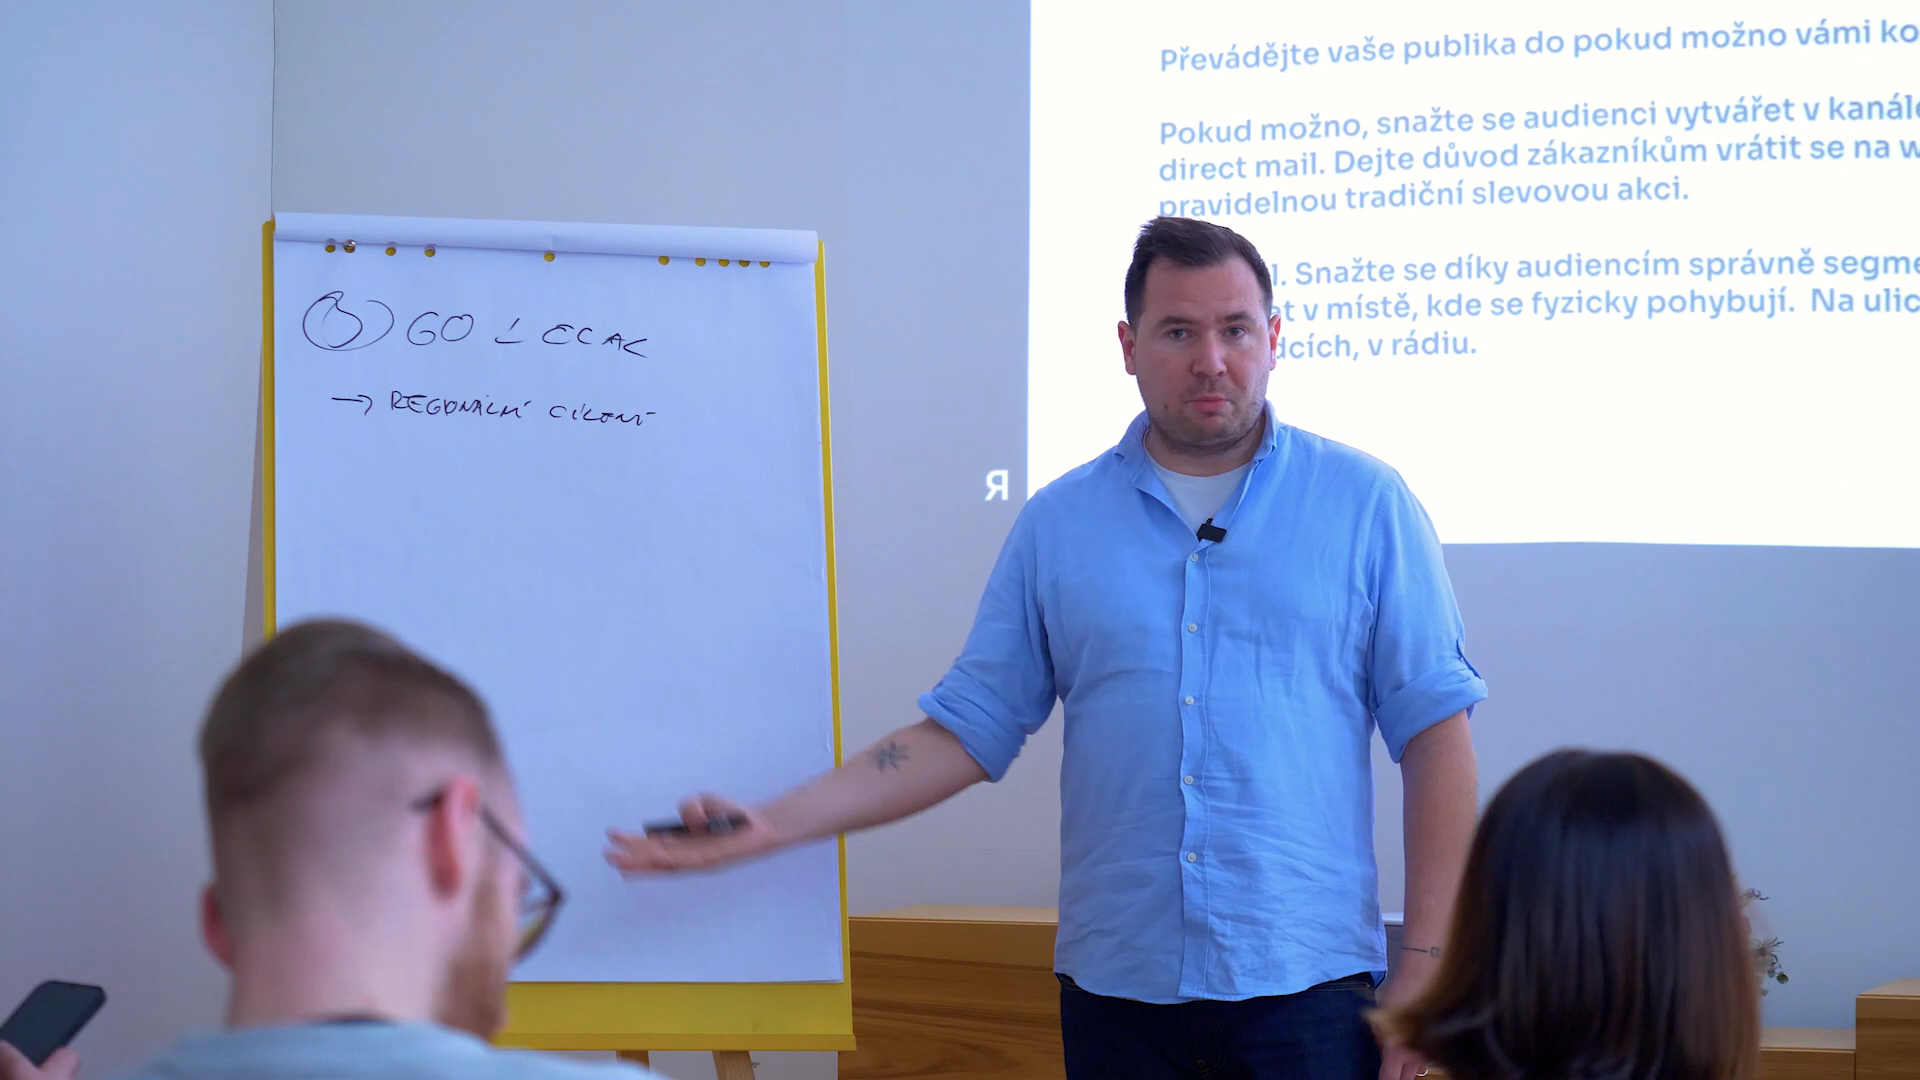 GO LOCAL
→ REGIONÁLNÍ CÍLENÍ
Převádějte vaše publika do pokud možno vámi ko
Pokud možno, snažte se audienci vytvářet v kanále
direct mail. Dejte důvod zákazníkům vrátit se na w
pravidelnou tradiční slevovou akci.
l. Snažte se díky audiencím správně segme
t v místě, kde se fyzicky pohybují. Na ulic
dcích, v rádiu.
Я